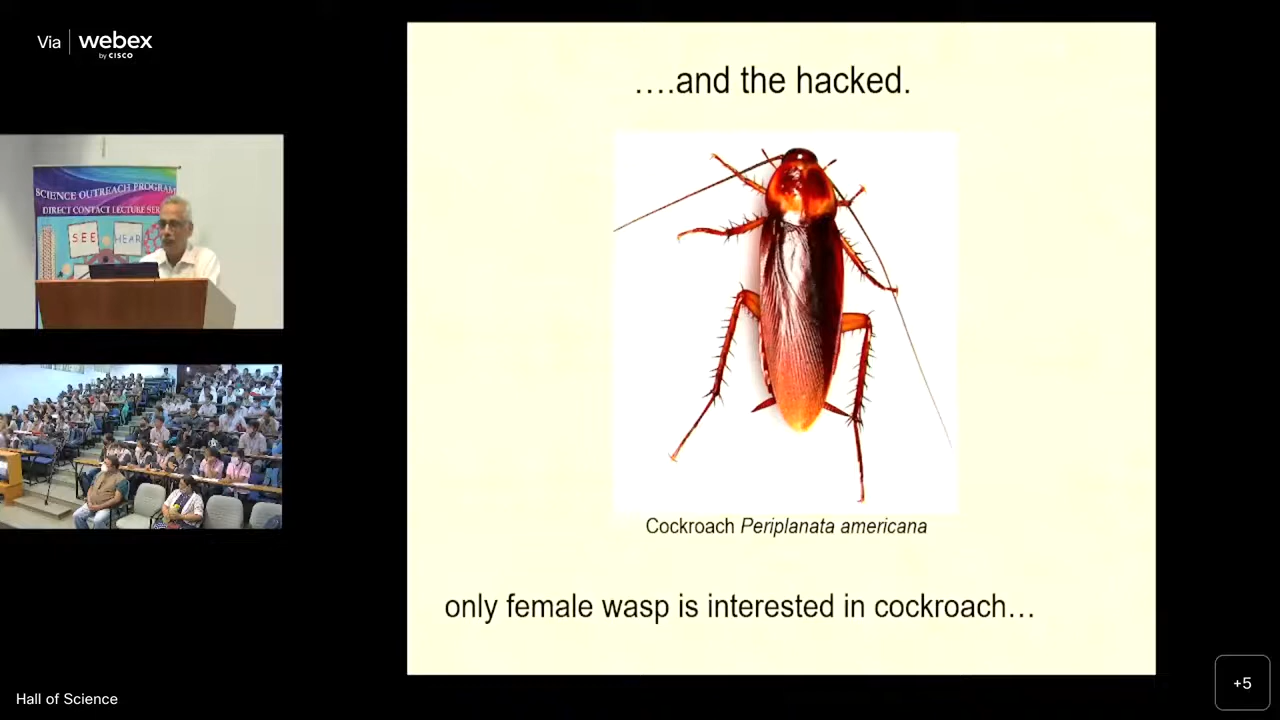 Via webex
by CISCO
SCIENCE OUTREACH PROGRAM
DIRECT CONTACT LECTURE SER
SEE
HEAR
….and the hacked.
Cockroach Periplanata americana
only female wasp is interested in cockroach…
Hall of Science
+5